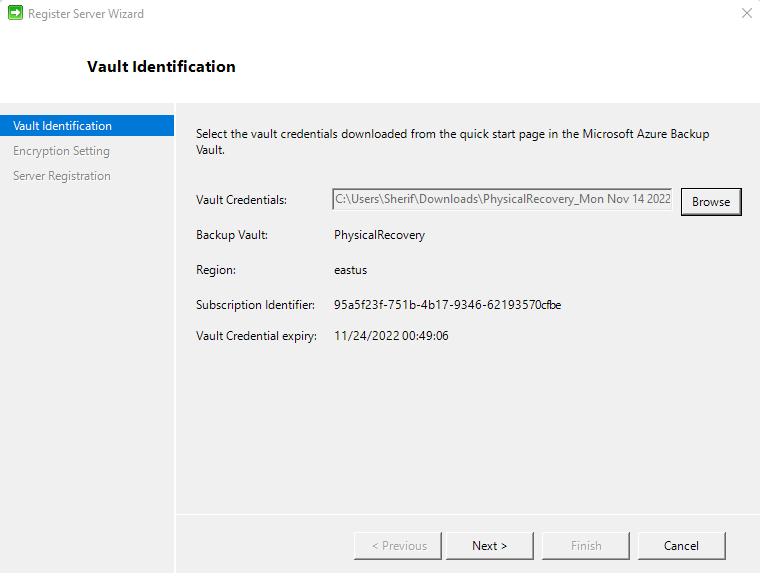 Register Server Wizard
Vault Identification
Vault Identification
Encryption Setting
Server Registration
Select the vault credentials downloaded from the quick start page in the Microsoft Azure Backup
Vault.
Vault Credentials: C:\Users\Sherif\Downloads\PhysicalRecovery_Mon Nov 14 2022 Browse
Backup Vault: PhysicalRecovery
Region: eastus
Subscription Identifier: 95a5f23f-751b-4b17-9346-62193570cfbe
Vault Credential expiry: 11/24/2022 00:49:06
< Previous Next > Finish Cancel